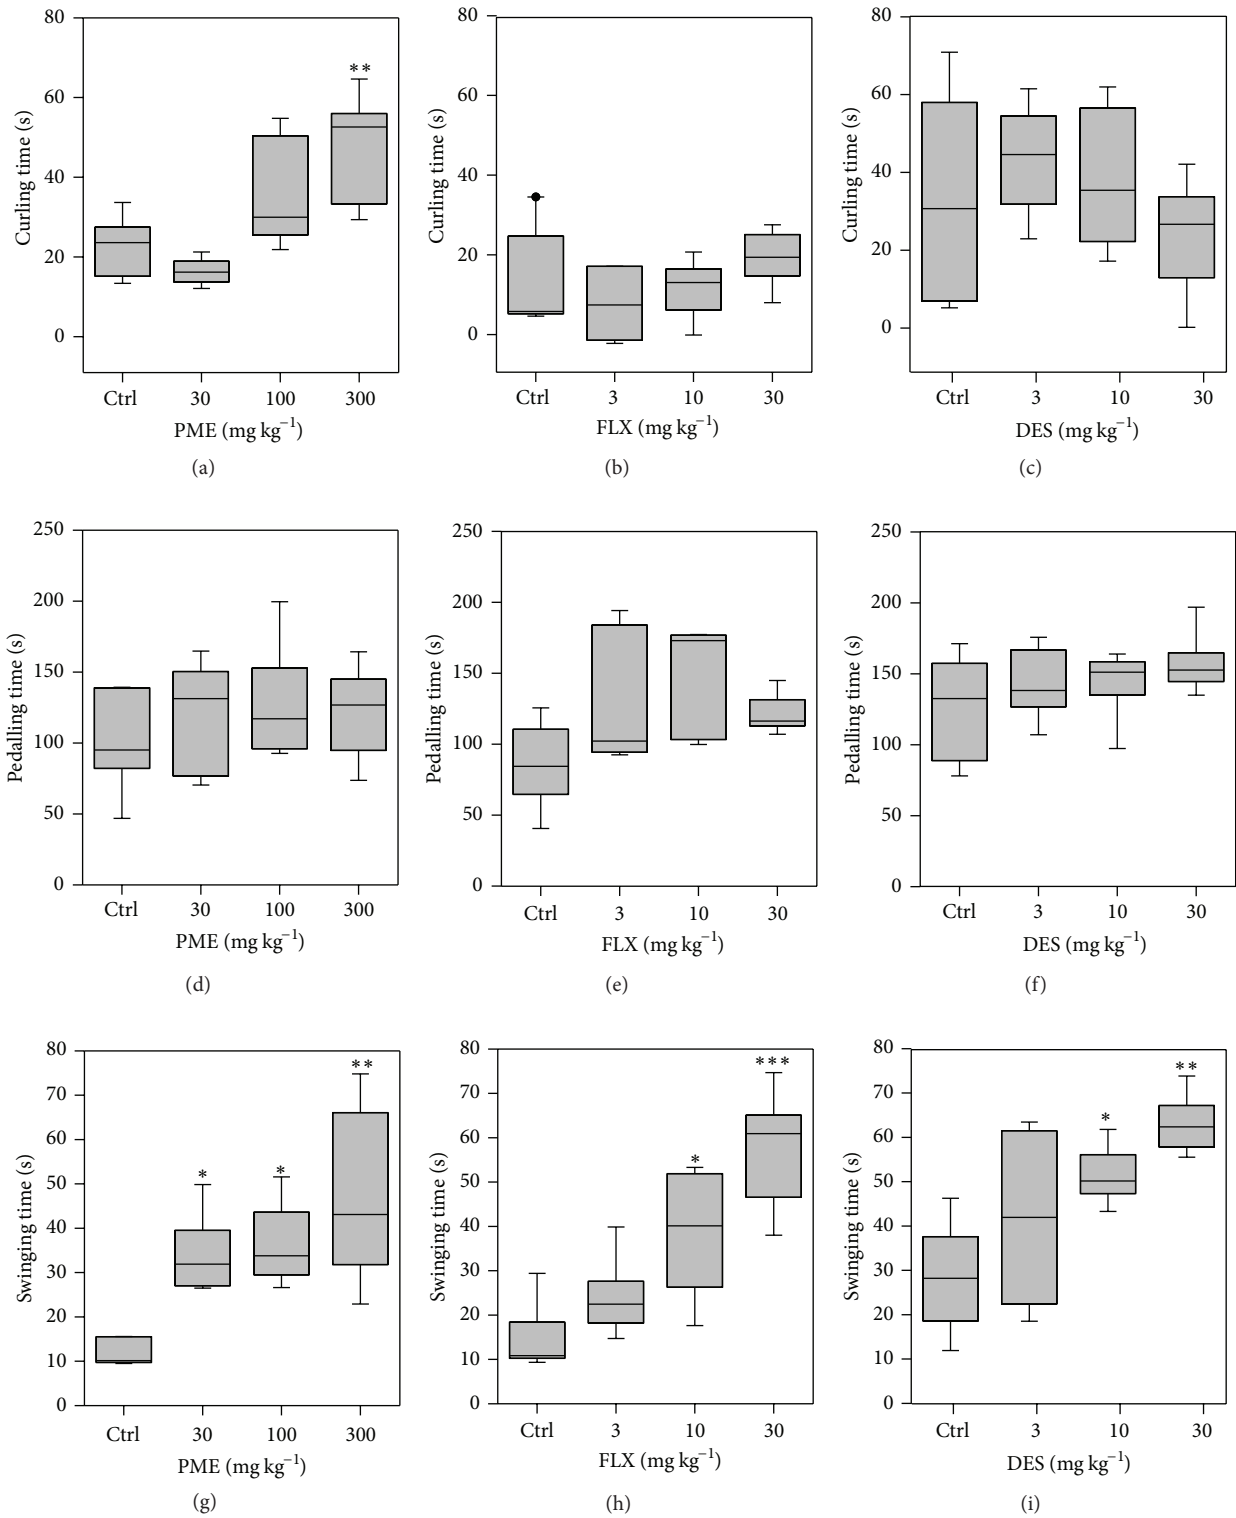 80
60
40
20
0
Curling time (s)
**
Ctrl 30 100 300
PME (mg kg⁻¹)
(a)
80
60
40
20
0
Curling time (s)
Ctrl 3 10 30
FLX (mg kg⁻¹)
(b)
80
60
40
20
0
Curling time (s)
Ctrl 3 10 30
DES (mg kg⁻¹)
(c)
250
200
150
100
50
0
Pedalling time (s)
Ctrl 30 100 300
PME (mg kg⁻¹)
(d)
250
200
150
100
50
0
Pedalling time (s)
Ctrl 3 10 30
FLX (mg kg⁻¹)
(e)
250
200
150
100
50
0
Pedalling time (s)
Ctrl 3 10 30
DES (mg kg⁻¹)
(f)
80
70
60
50
40
30
20
10
0
Swinging time (s)
* * **
Ctrl 30 100 300
PME (mg kg⁻¹)
(g)
80
70
60
50
40
30
20
10
0
Swinging time (s)
* ***
Ctrl 3 10 30
FLX (mg kg⁻¹)
(h)
80
70
60
50
40
30
20
10
0
Swinging time (s)
* **
Ctrl 3 10 30
DES (mg kg⁻¹)
(i)